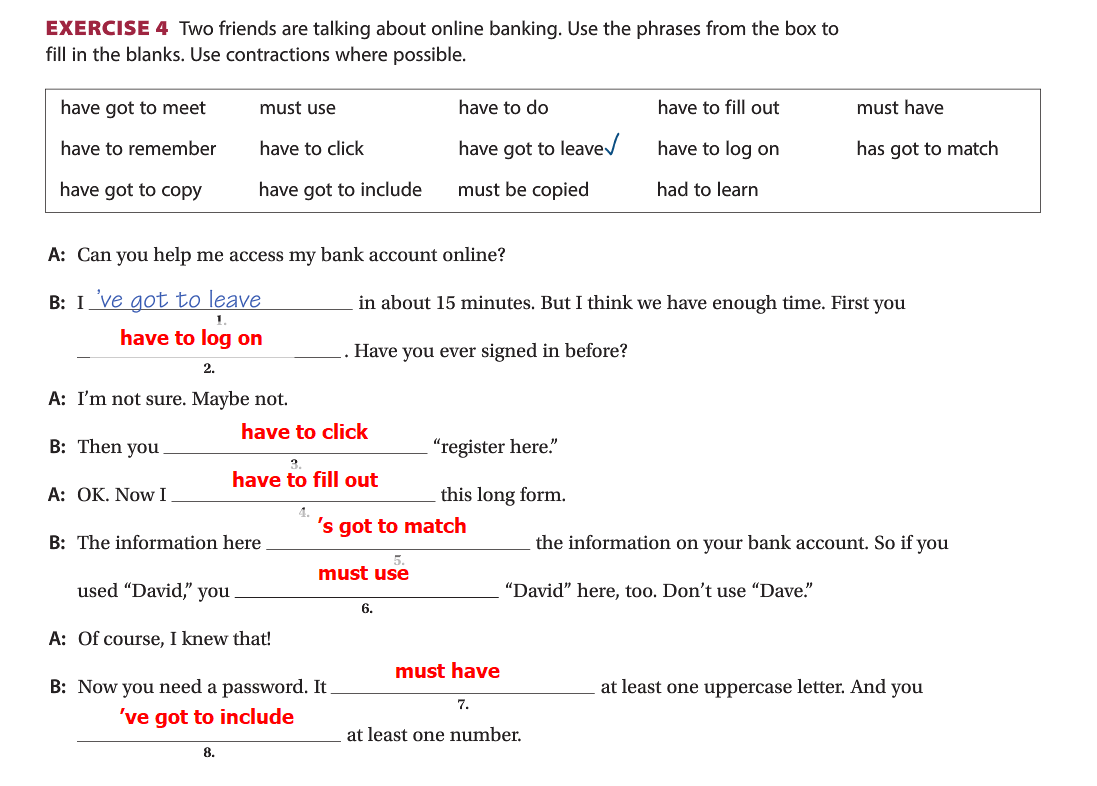 EXERCISE 4 Two friends are talking about online banking. Use the phrases from the box to
fill in the blanks. Use contractions where possible.
have got to meet must use have to do have to fill out must have
have to remember have to click have got to leave✓ have to log on has got to match
have got to copy have got to include must be copied had to learn
A: Can you help me access my bank account online?
B: I 've got to leave in about 15 minutes. But I think we have enough time. First you
1.
have to log on . Have you ever signed in before?
2.
A: I'm not sure. Maybe not.
B: Then you have to click “register here.”
3.
A: OK. Now I have to fill out this long form.
4.
B: The information here 's got to match the information on your bank account. So if you
5.
used “David,” you must use “David” here, too. Don't use “Dave.”
6.
A: Of course, I knew that!
B: Now you need a password. It must have at least one uppercase letter. And you
7.
've got to include at least one number.
8.